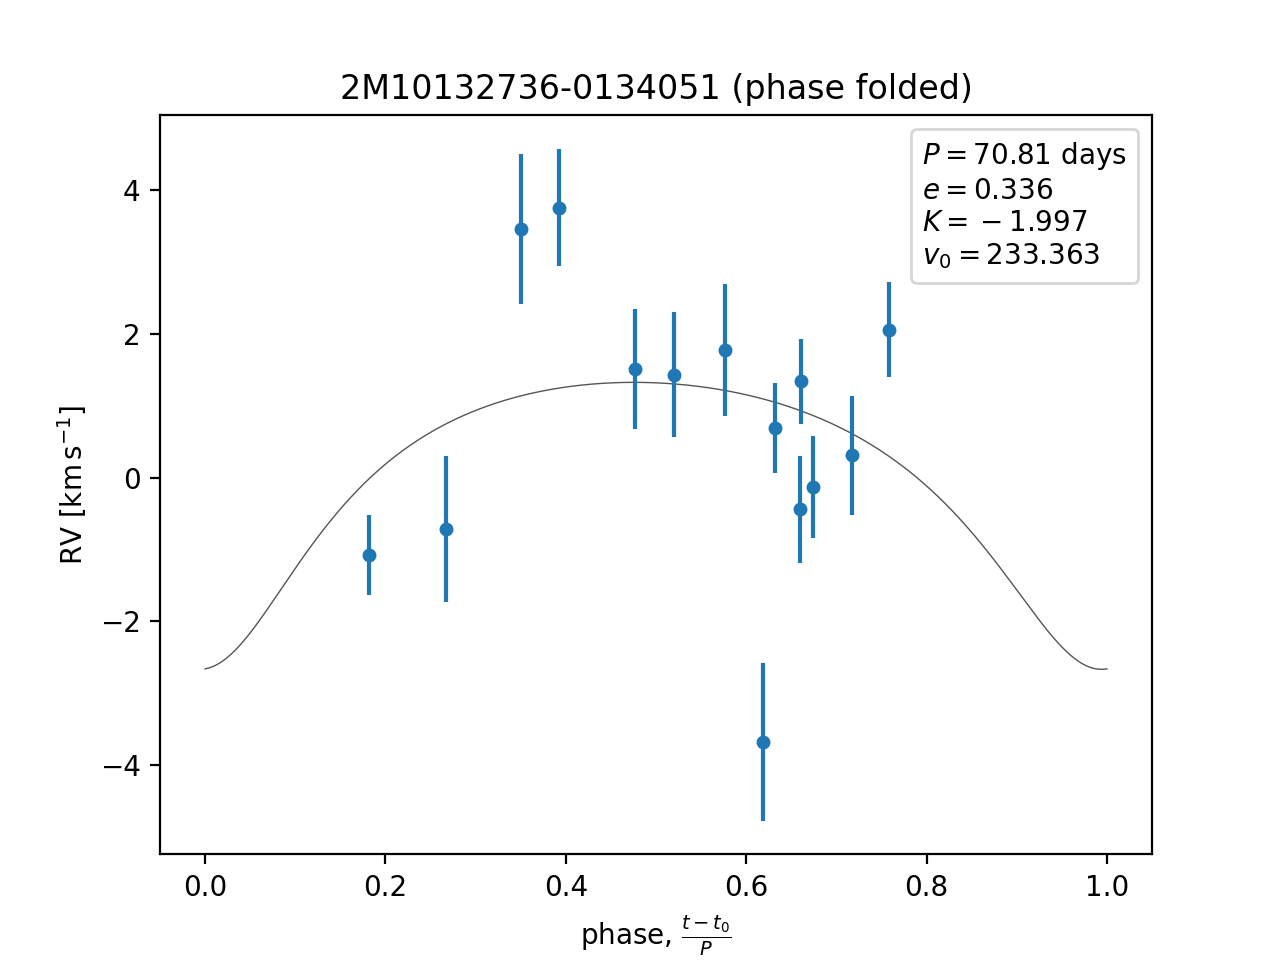 2M10132736-0134051 (phase folded)
P = 70.81 days
e = 0.336
K = −1.997
v₀ = 233.363
4
2
0
−2
−4
RV [km s⁻¹]
0.0 0.2 0.4 0.6 0.8 1.0
phase, (t − t₀)/P